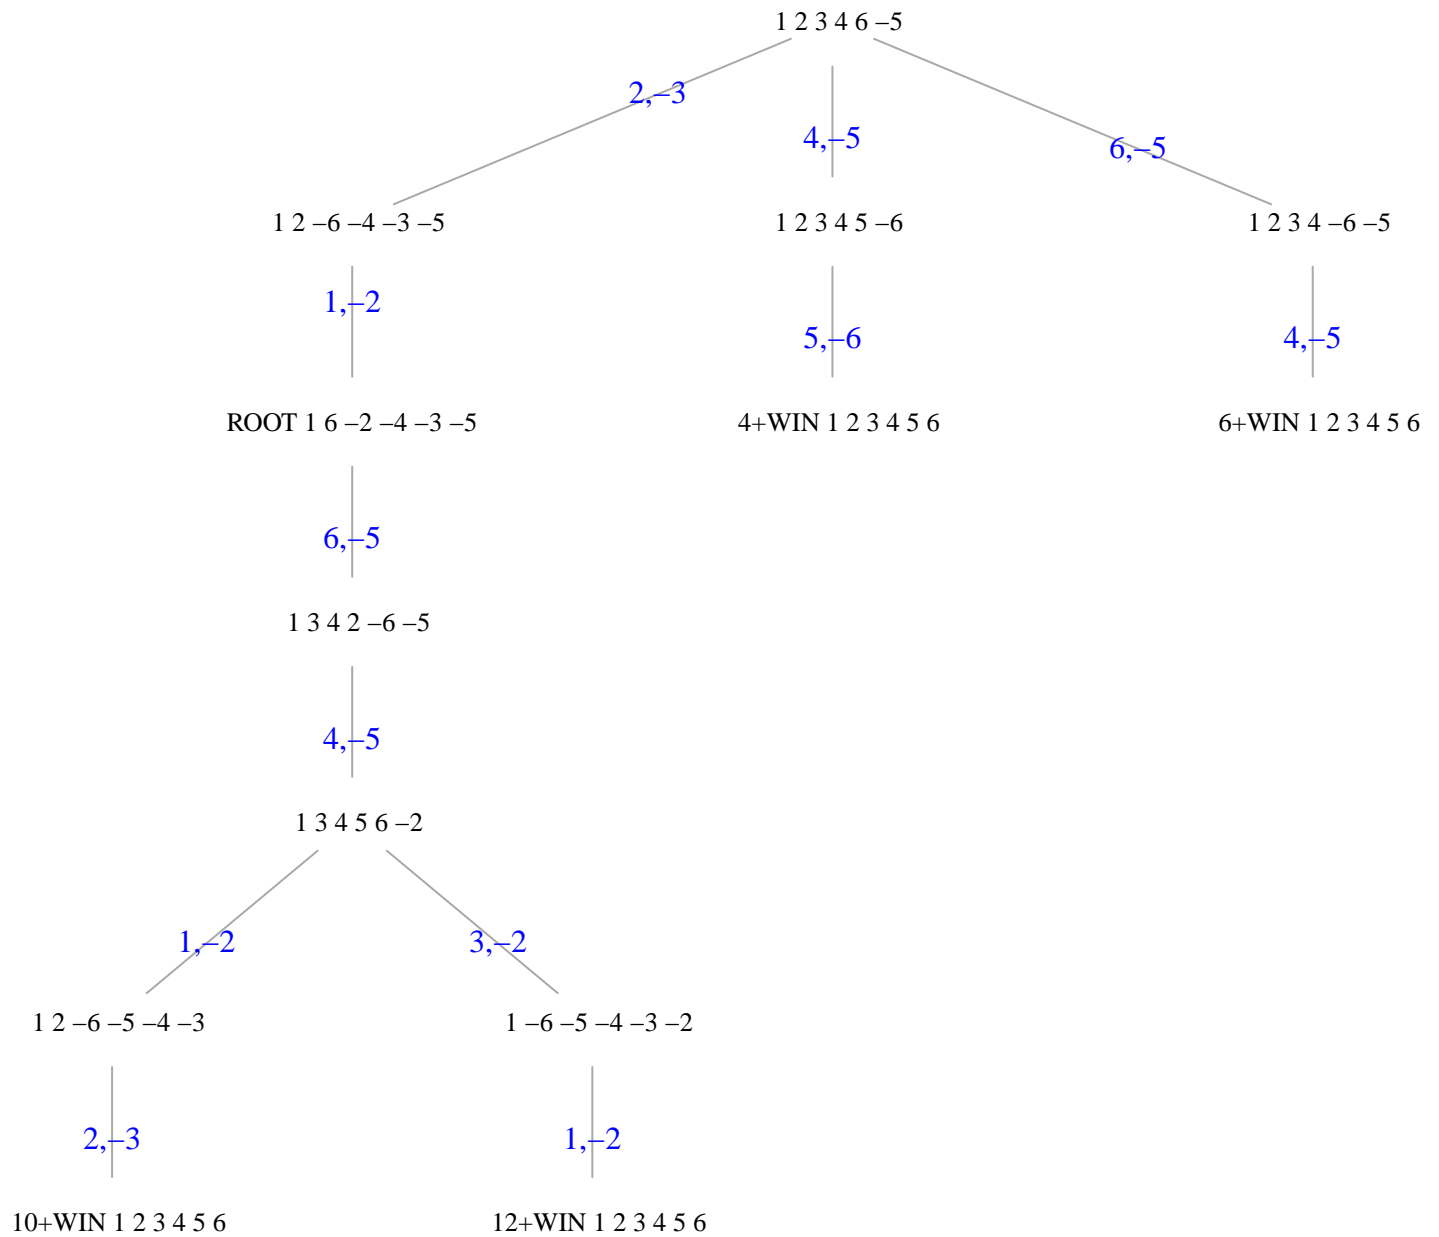 1 2 3 4 6 –5
2,–3
4,–5
6,–5
1 2 –6 –4 –3 –5
1 2 3 4 5 –6
1 2 3 4 –6 –5
1,–2
5,–6
4,–5
ROOT 1 6 –2 –4 –3 –5
4+WIN 1 2 3 4 5 6
6+WIN 1 2 3 4 5 6
6,–5
1 3 4 2 –6 –5
4,–5
1 3 4 5 6 –2
1,–2
3,–2
1 2 –6 –5 –4 –3
1 –6 –5 –4 –3 –2
2,–3
1,–2
10+WIN 1 2 3 4 5 6
12+WIN 1 2 3 4 5 6